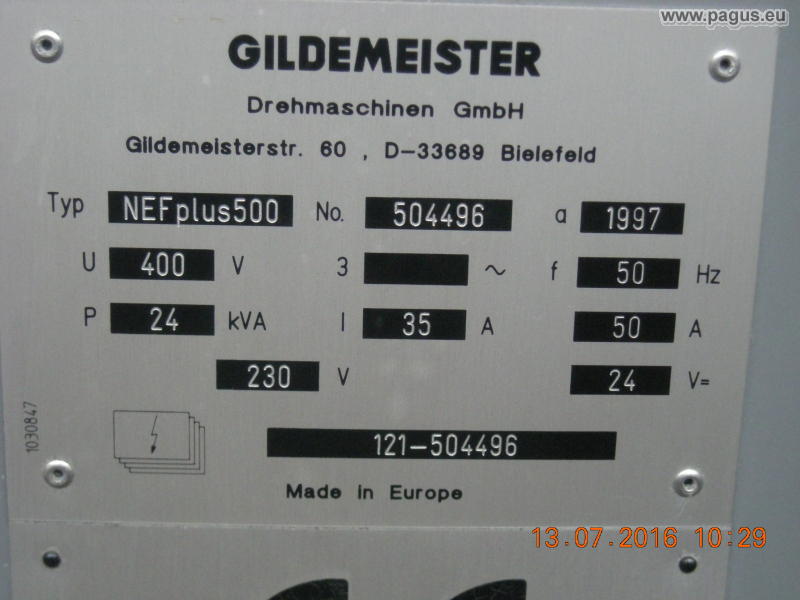 www.pagus.eu
GILDEMEISTER
Drehmaschinen GmbH
Gildemeisterstr. 60 , D-33689 Bielefeld
Typ NEFplus500 No. 504496 a 1997
U 400 V 3 ~ f 50 Hz
P 24 kVA I 35 A 50 A
230 V 24 V=
1030847
121-504496
Made in Europe
13.07.2016 10:29